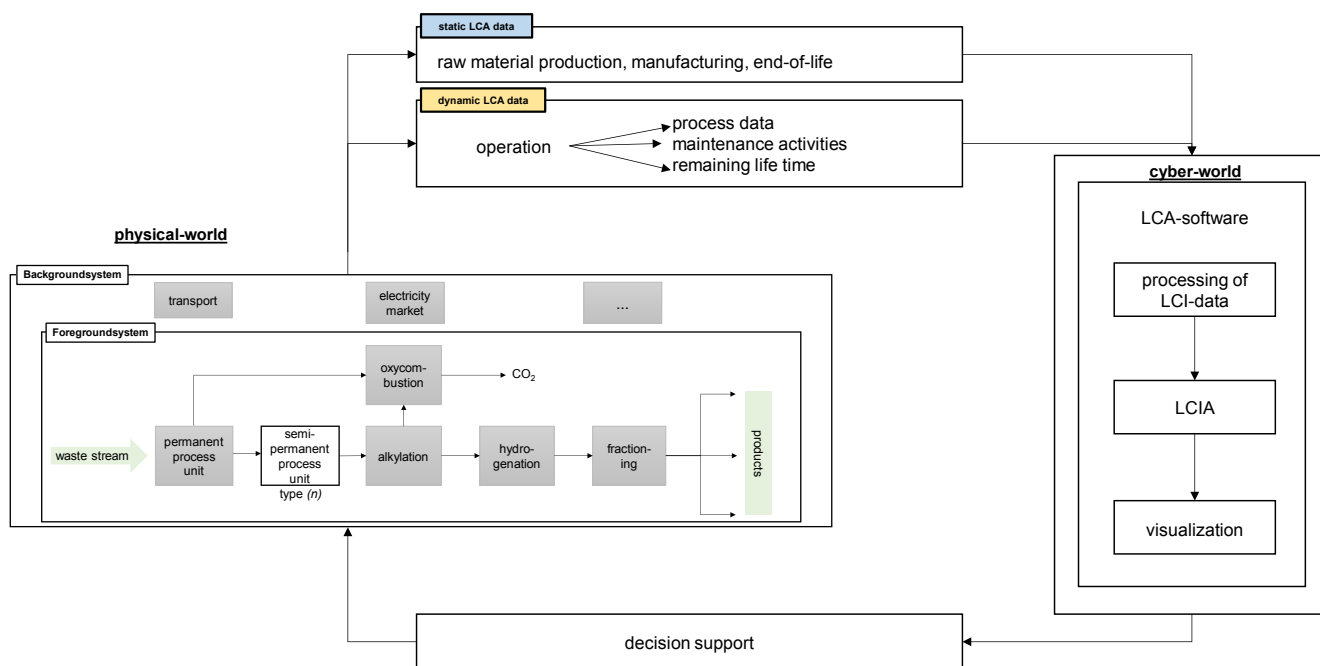 static LCA data
raw material production, manufacturing, end-of-life
dynamic LCA data
operation
process data
maintenance activities
remaining life time
cyber-world
LCA-software
processing of
LCI-data
LCIA
visualization
physical-world
Backgroundsystem
transport
electricity
market
...
Foregroundsystem
oxycom-
bustion
CO₂
waste stream
permanent
process
unit
semi-
permanent
process
unit
type (n)
alkylation
hydro-
genation
fraction-
ing
products
decision support